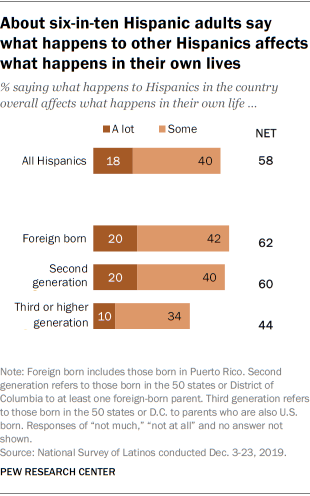 About six-in-ten Hispanic adults say
what happens to other Hispanics affects
what happens in their own lives
% saying what happens to Hispanics in the country
overall affects what happens in their own life ...
A lot Some NET
All Hispanics 18 40 58
Foreign born 20 42 62
Second
generation 20 40 60
Third or higher
generation 10 34 44
Note: Foreign born includes those born in Puerto Rico. Second
generation refers to those born in the 50 states or District of
Columbia to at least one foreign-born parent. Third generation refers
to those born in the 50 states or D.C. to parents who are also U.S.
born. Responses of “not much,” “not at all” and no answer not
shown.
Source: National Survey of Latinos conducted Dec. 3-23, 2019.
PEW RESEARCH CENTER